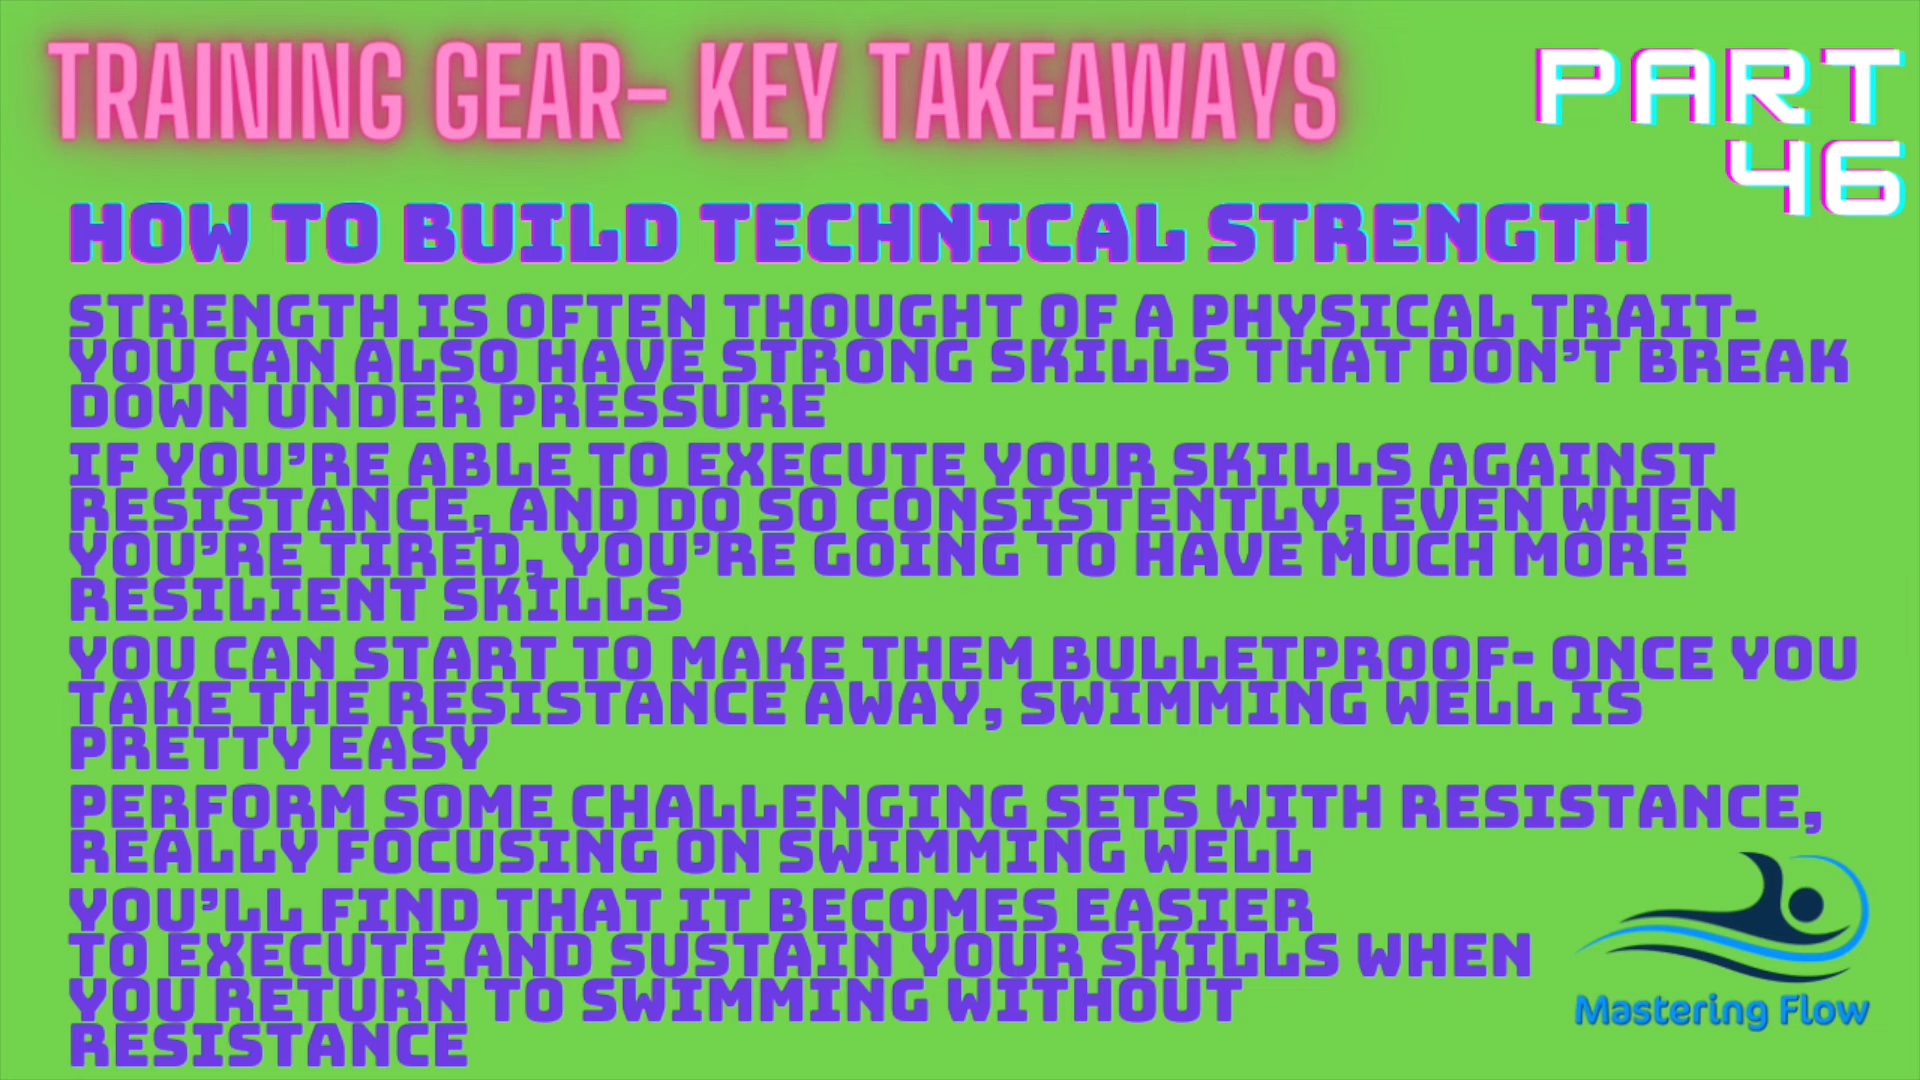 TRAINING GEAR- KEY TAKEAWAYS
PART
46
HOW TO BUILD TECHNICAL STRENGTH
STRENGTH IS OFTEN THOUGHT OF A PHYSICAL TRAIT-
YOU CAN ALSO HAVE STRONG SKILLS THAT DON'T BREAK
DOWN UNDER PRESSURE
IF YOU'RE ABLE TO EXECUTE YOUR SKILLS AGAINST
RESISTANCE, AND DO SO CONSISTENTLY, EVEN WHEN
YOU'RE TIRED, YOU'RE GOING TO HAVE MUCH MORE
RESILIENT SKILLS
YOU CAN START TO MAKE THEM BULLETPROOF- ONCE YOU
TAKE THE RESISTANCE AWAY, SWIMMING WELL IS
PRETTY EASY
PERFORM SOME CHALLENGING SETS WITH RESISTANCE,
REALLY FOCUSING ON SWIMMING WELL
YOU'LL FIND THAT IT BECOMES EASIER
TO EXECUTE AND SUSTAIN YOUR SKILLS WHEN
YOU RETURN TO SWIMMING WITHOUT
RESISTANCE
Mastering Flow